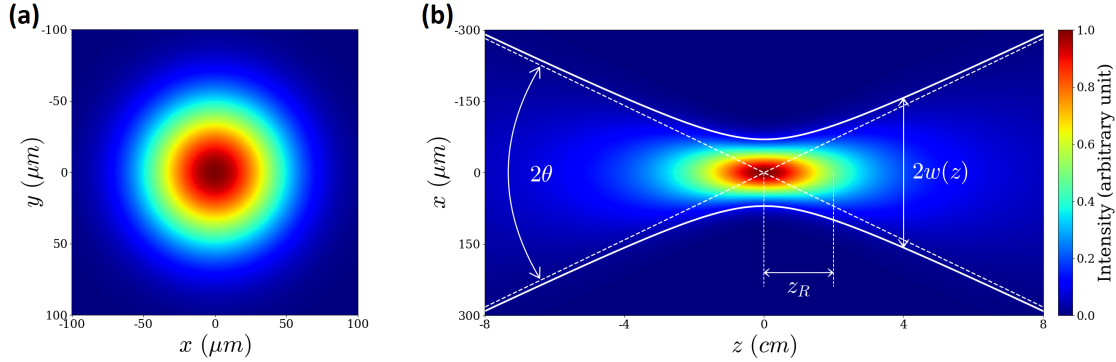 (a)
-100
-50
0
50
100
y (μm)
-100
-50
0
50
100
x (μm)
(b)
-300
-150
0
150
300
x (μm)
2θ
2w(z)
z_R
-8
-4
0
4
8
z (cm)
1.0
0.8
0.6
0.4
0.2
0.0
Intensity (arbitrary unit)